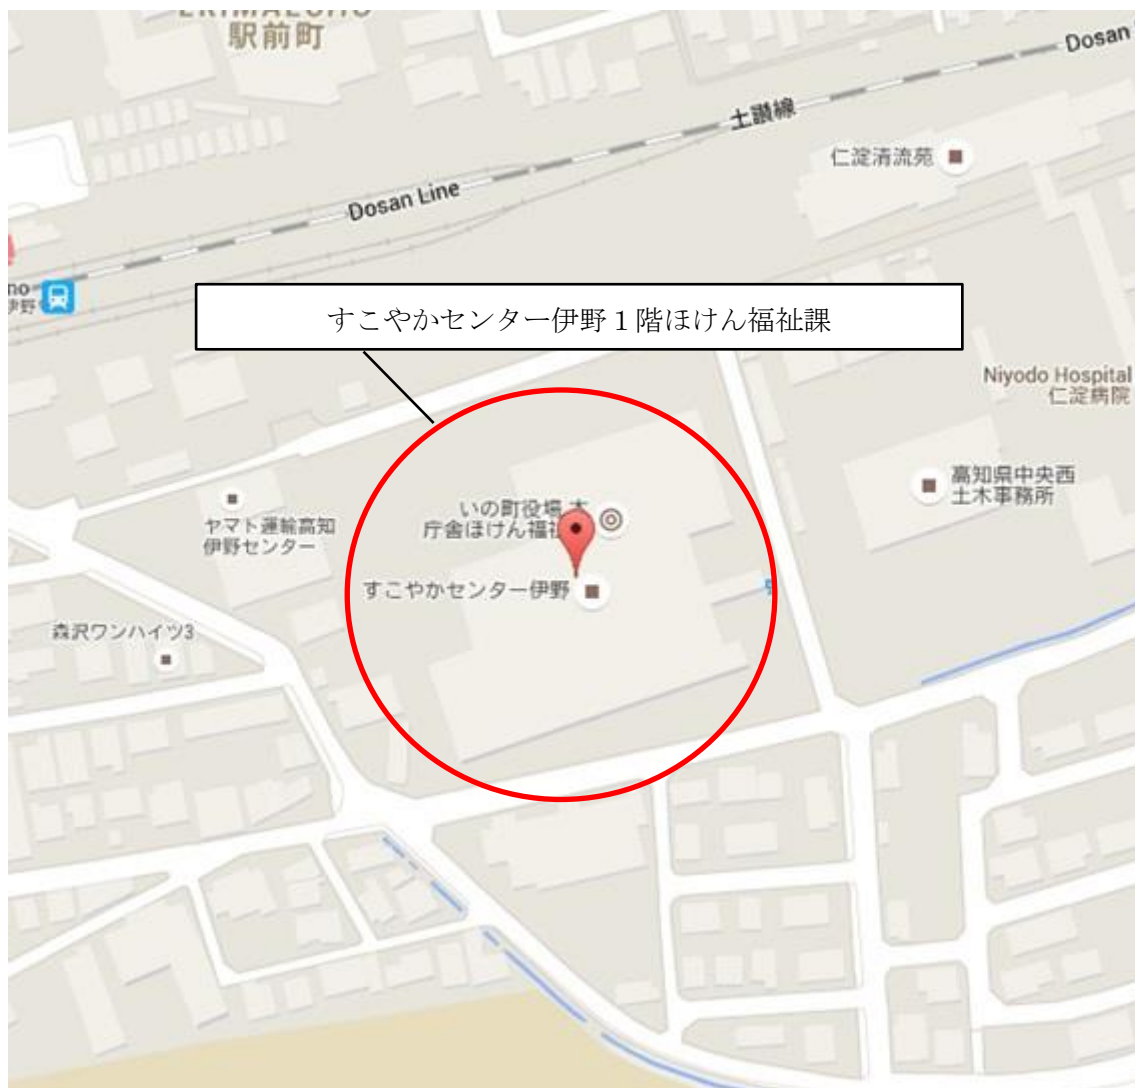 駅前町
Dosan
土讃線
仁淀清流苑
Dosan Line
すこやかセンター伊野１階ほけん福祉課
Niyodo Hospital
仁淀病院
高知県中央西
土木事務所
いの町役場 本
庁舎ほけん福祉
ヤマト運輸高知
伊野センター
すこやかセンター伊野
森沢ワンハイツ3